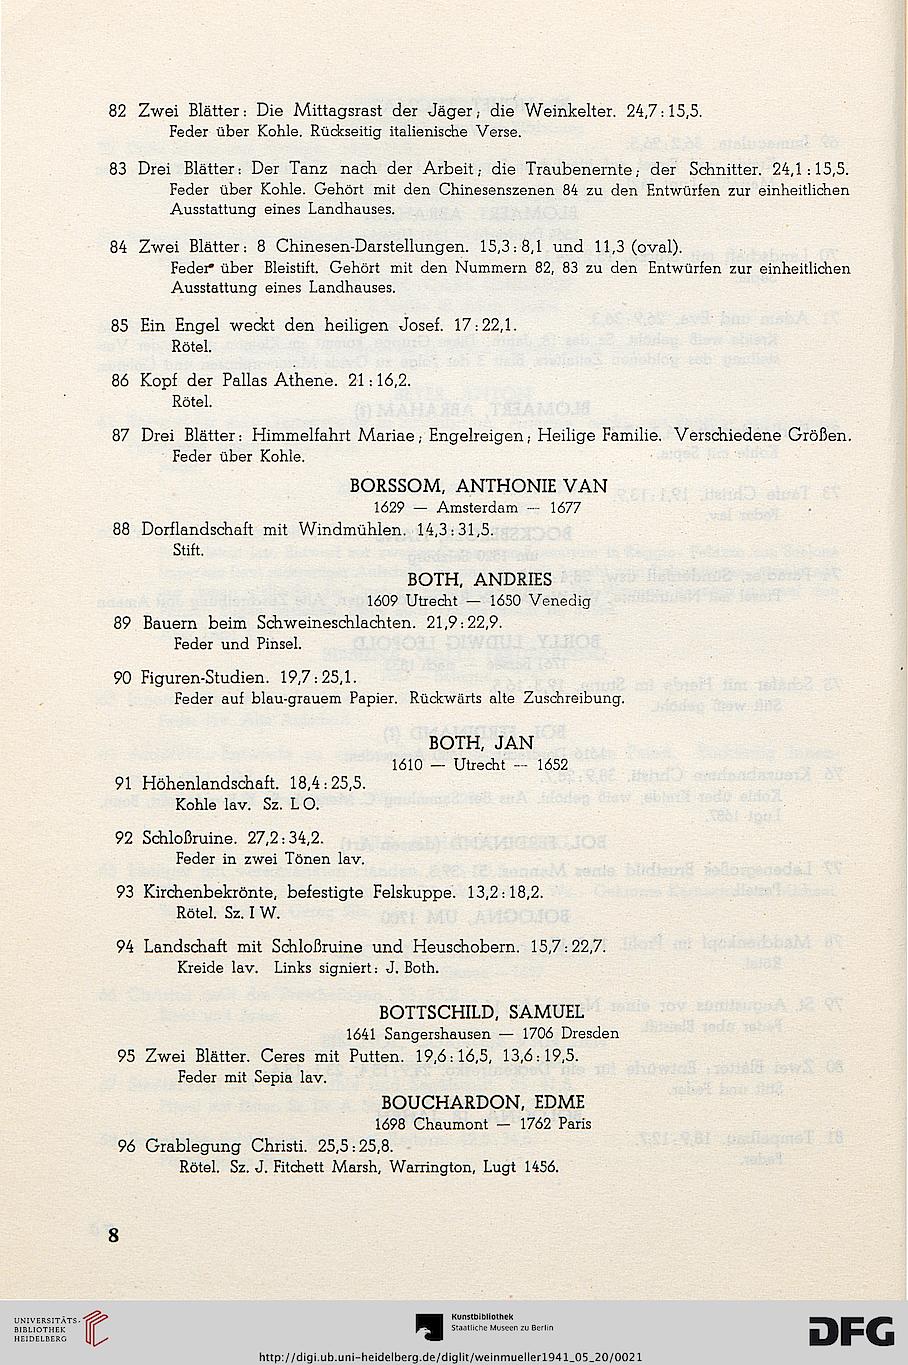 82 Zwei Blätter: Die Mittagsrast der Jäger; die Weinkelter. 24,7:15,5.
Feder über Kohle. Rückseitig italienische Verse.
83 Drei Blätter: Der Tanz nach der Arbeit; die Traubenernte; der Schnitter. 24,1:15,5.
Feder über Kohle. Gehört mit den Chinesenszenen 84 zu den Entwürfen zur einheitlichen
Ausstattung eines Landhauses.
84 Zwei Blätter: 8 Chinesen-Darstellungen. 15,3:8,1 und 11,3 (oval).
Feder über Bleistift. Gehört mit den Nummern 82, 83 zu den Entwürfen zur einheitlichen
Ausstattung eines Landhauses.
85 Ein Engel weckt den heiligen Josef. 17:22,1.
Rötel.
86 Kopf der Pallas Athene. 21:16,2.
Rötel.
87 Drei Blätter: Himmelfahrt Mariae; Engelreigen; Heilige Familie. Verschiedene Größen.
Feder über Kohle.
BORSSOM, ANTHONIE VAN
1629 — Amsterdam — 1677
88 Dorflandschaft mit Windmühlen. 14,3:31,5.
Stift.
BOTH, ANDRIES
1609 Utrecht — 1650 Venedig
89 Bauern beim Schweineschlachten. 21,9:22,9.
Feder und Pinsel.
90 Figuren-Studien. 19,7:25,1.
Feder auf blau-grauem Papier. Rückwärts alte Zuschreibung.
BOTH, JAN
1610 — Utrecht — 1652
91 Höhenlandschaft. 18,4:25,5.
Kohle lav. Sz. L O.
92 Schloßruine. 27,2:34,2.
Feder in zwei Tönen lav.
93 Kirchenbekrönte, befestigte Felskuppe. 13,2:18,2.
Rötel. Sz. I W.
94 Landschaft mit Schloßruine und Heuschobern. 15,7:22,7.
Kreide lav. Links signiert: J. Both.
BOTTSCHILD, SAMUEL
1641 Sangershausen — 1706 Dresden
95 Zwei Blätter. Ceres mit Putten. 19,6:16,5, 13,6:19,5.
Feder mit Sepia lav.
BOUCHARDON, EDME
1698 Chaumont — 1762 Paris
96 Grablegung Christi. 25,5:25,8.
Rötel. Sz. J. Fitchett Marsh, Warrington, Lugt 1456.
8
UNIVERSITÄTS-
BIBLIOTHEK
HEIDELBERG
Kunstbibliothek
Staatliche Museen zu Berlin
DFG
http://digi.ub.uni-heidelberg.de/diglit/weinmueller1941_05_20/0021